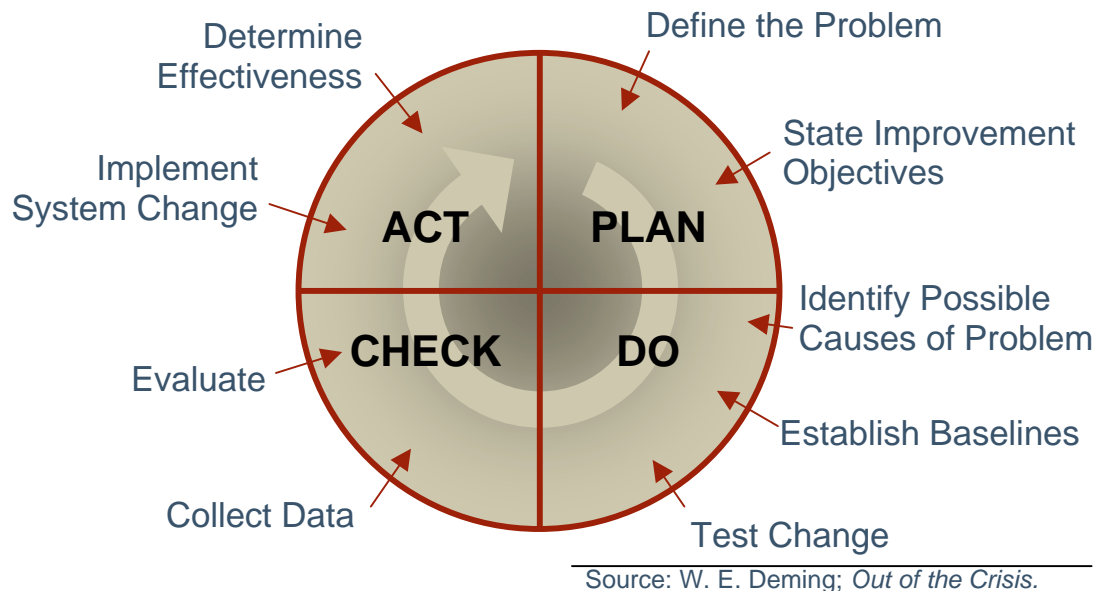 Define the Problem
State Improvement
Objectives
Identify Possible
Causes of Problem
Establish Baselines
Test Change
Collect Data
Evaluate
Implement
System Change
Determine
Effectiveness
ACT
PLAN
CHECK
DO
Source: W. E. Deming; Out of the Crisis.